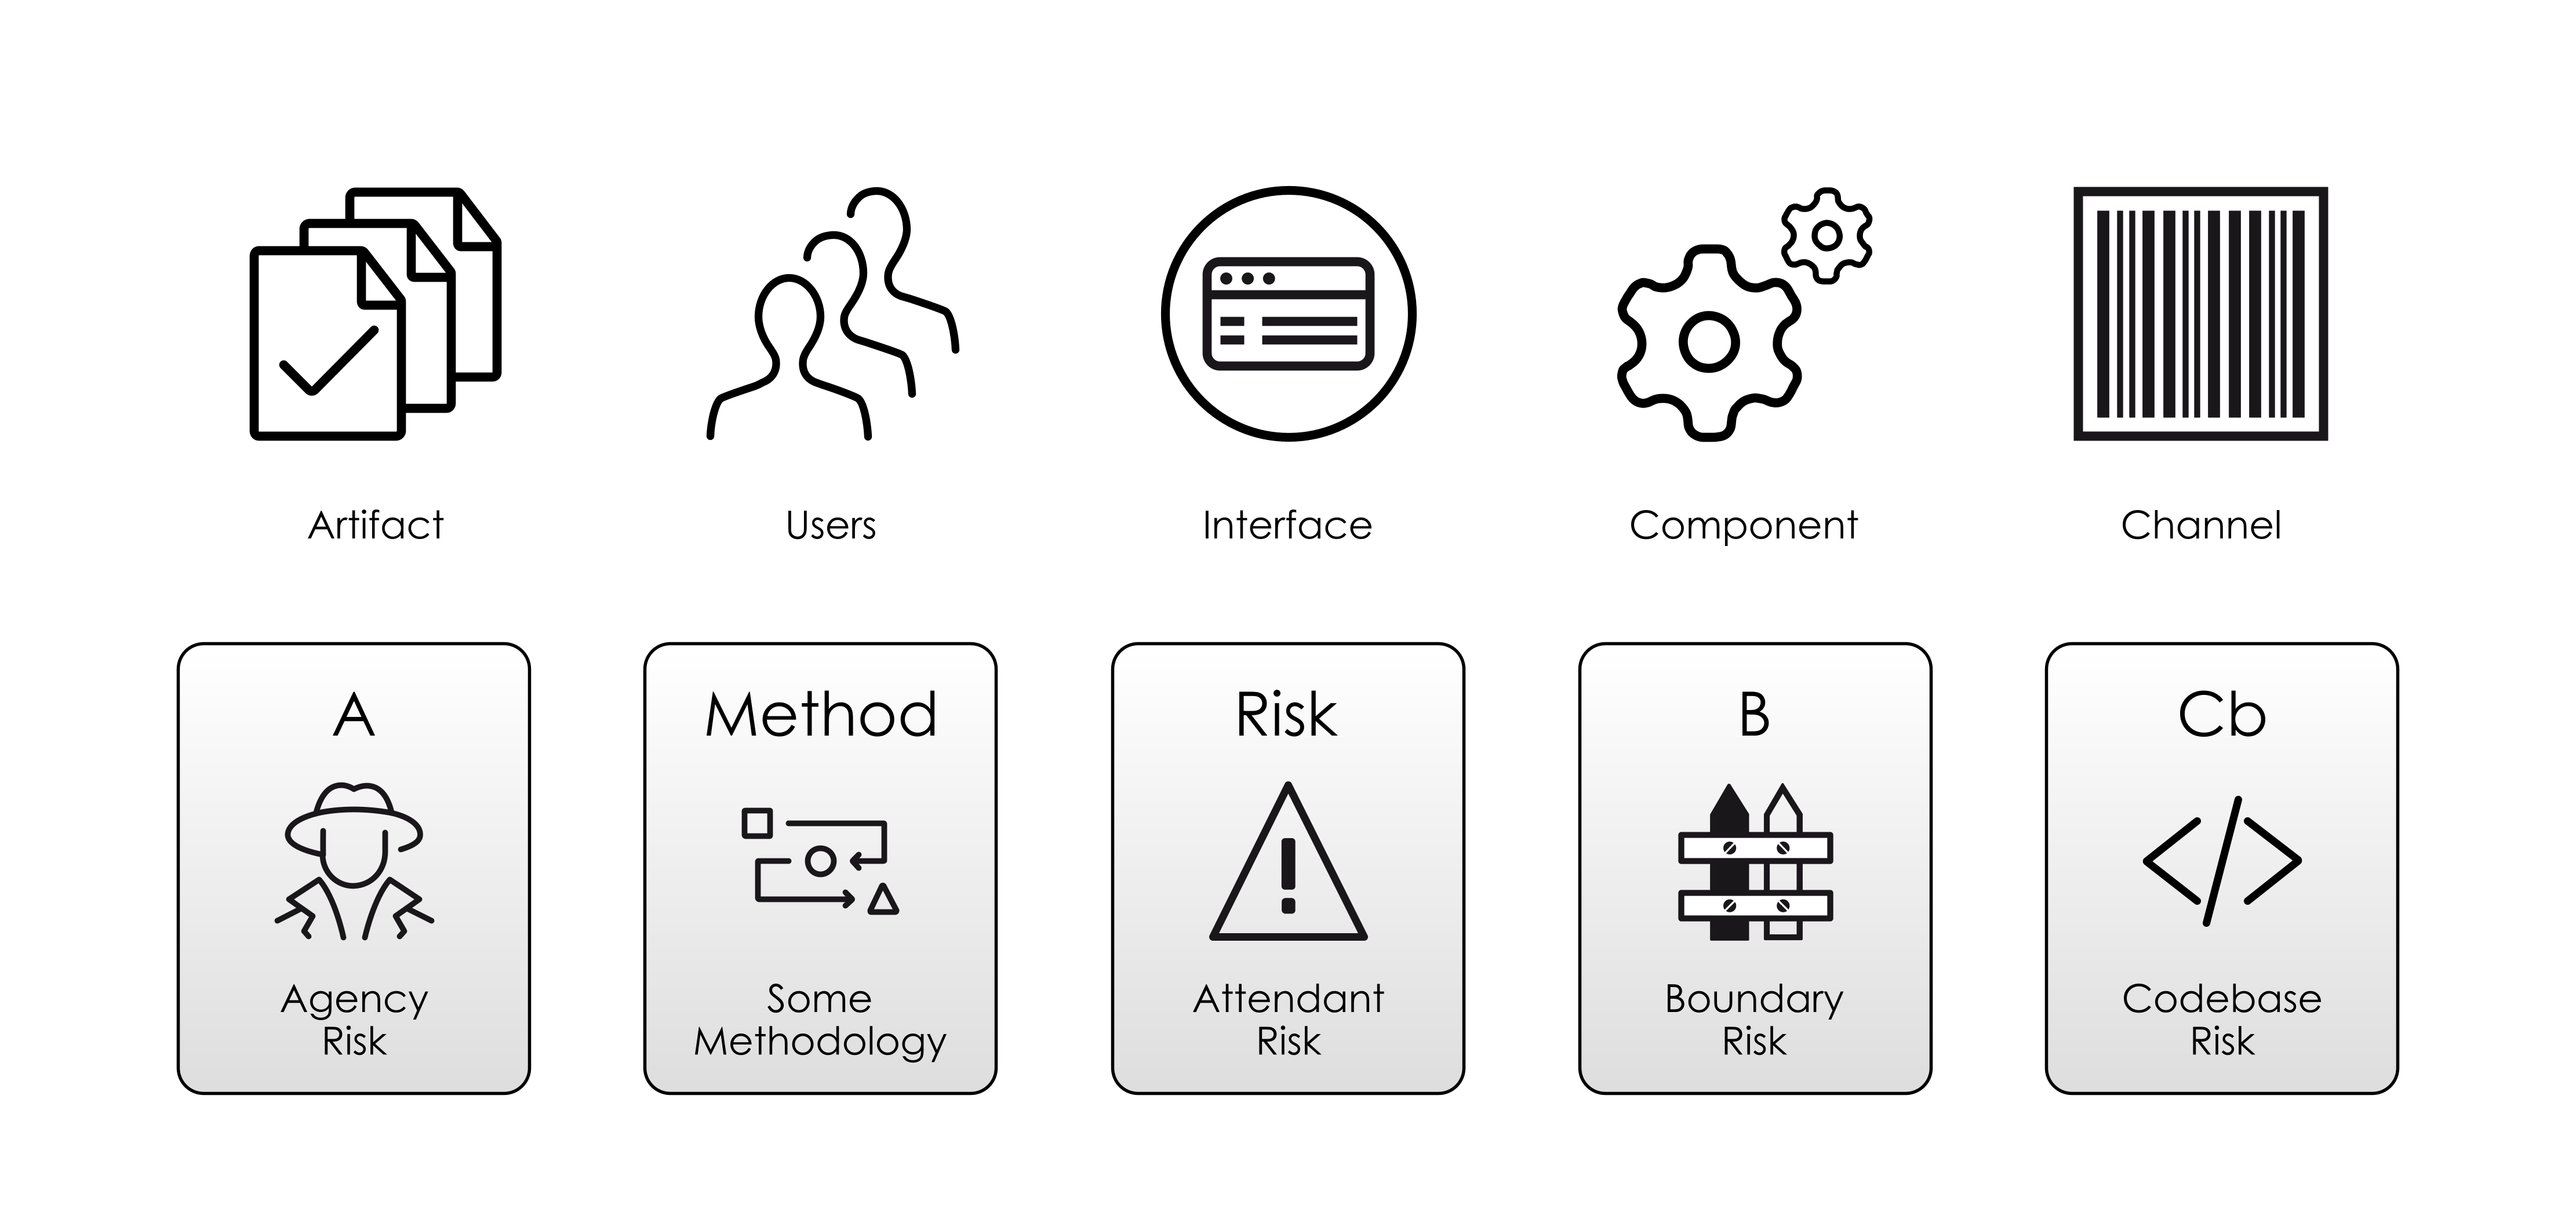 Artifact
Users
Interface
Component
Channel
A
Agency
Risk
Method
Some
Methodology
Risk
Attendant
Risk
B
Boundary
Risk
Cb
Codebase
Risk